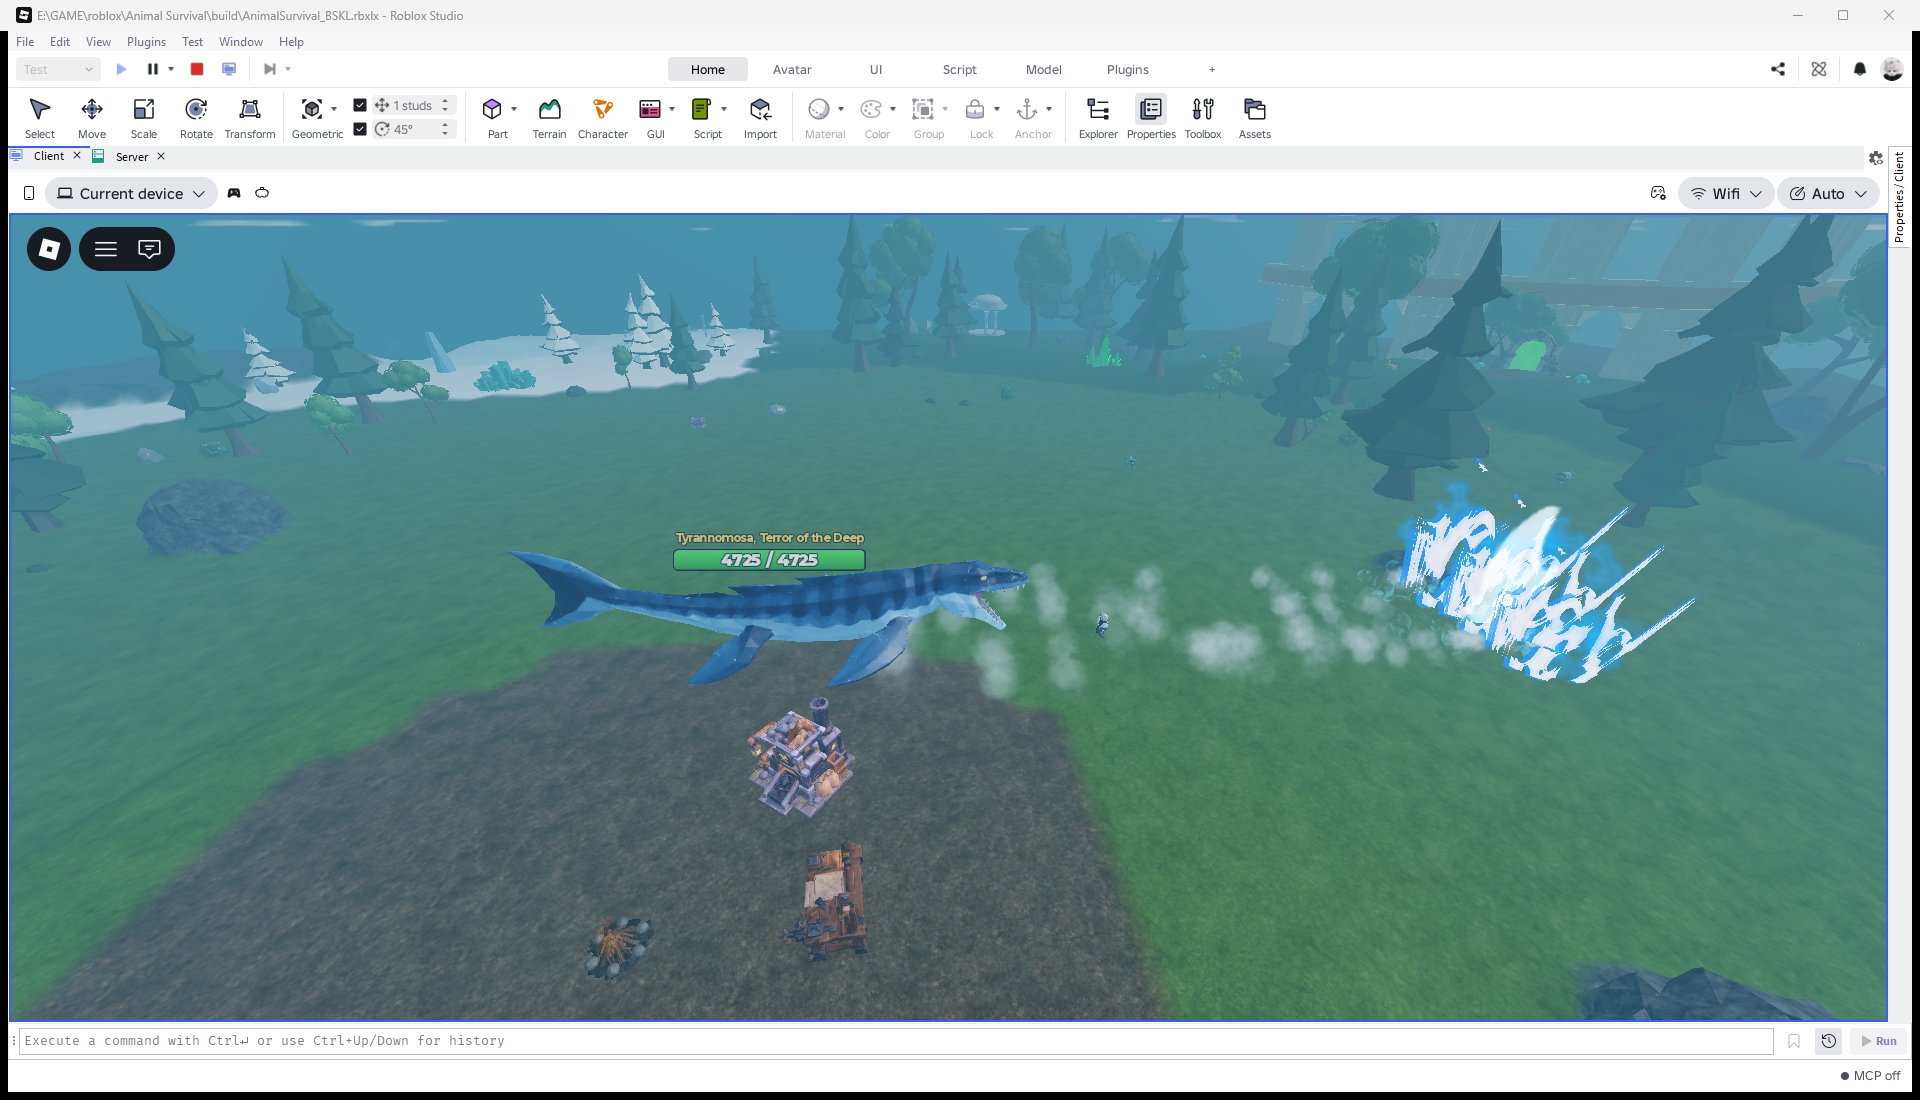 E:\GAME\roblox\Animal Survival\build\AnimalSurvival_BSKL.rbxlx - Roblox Studio
File Edit View Plugins Test Window Help
Test
Home Avatar UI Script Model Plugins +
1 studs
45°
Select Move Scale Rotate Transform Geometric Part Terrain Character GUI Script Import Material Color Group Lock Anchor Explorer Properties Toolbox Assets
Client Server
Properties / Client
Current device
Wifi Auto
Tyrannomosa, Terror of the Deep
4725 / 4725
Execute a command with Ctrl↵ or use Ctrl+Up/Down for history
Run
MCP off